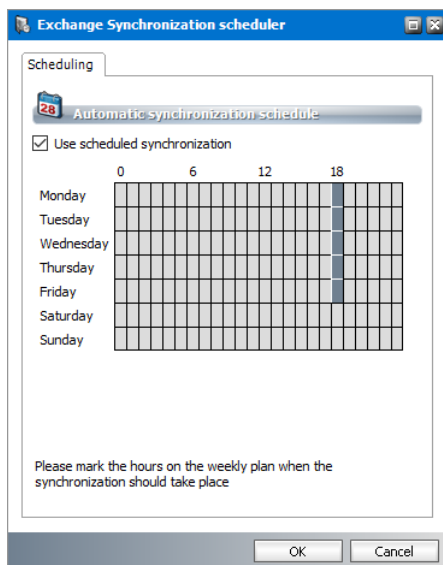 Exchange Synchronization scheduler
Scheduling
28
Automatic synchronization schedule
Use scheduled synchronization
0 6 12 18
Monday
Tuesday
Wednesday
Thursday
Friday
Saturday
Sunday
Please mark the hours on the weekly plan when the
synchronization should take place
OK Cancel